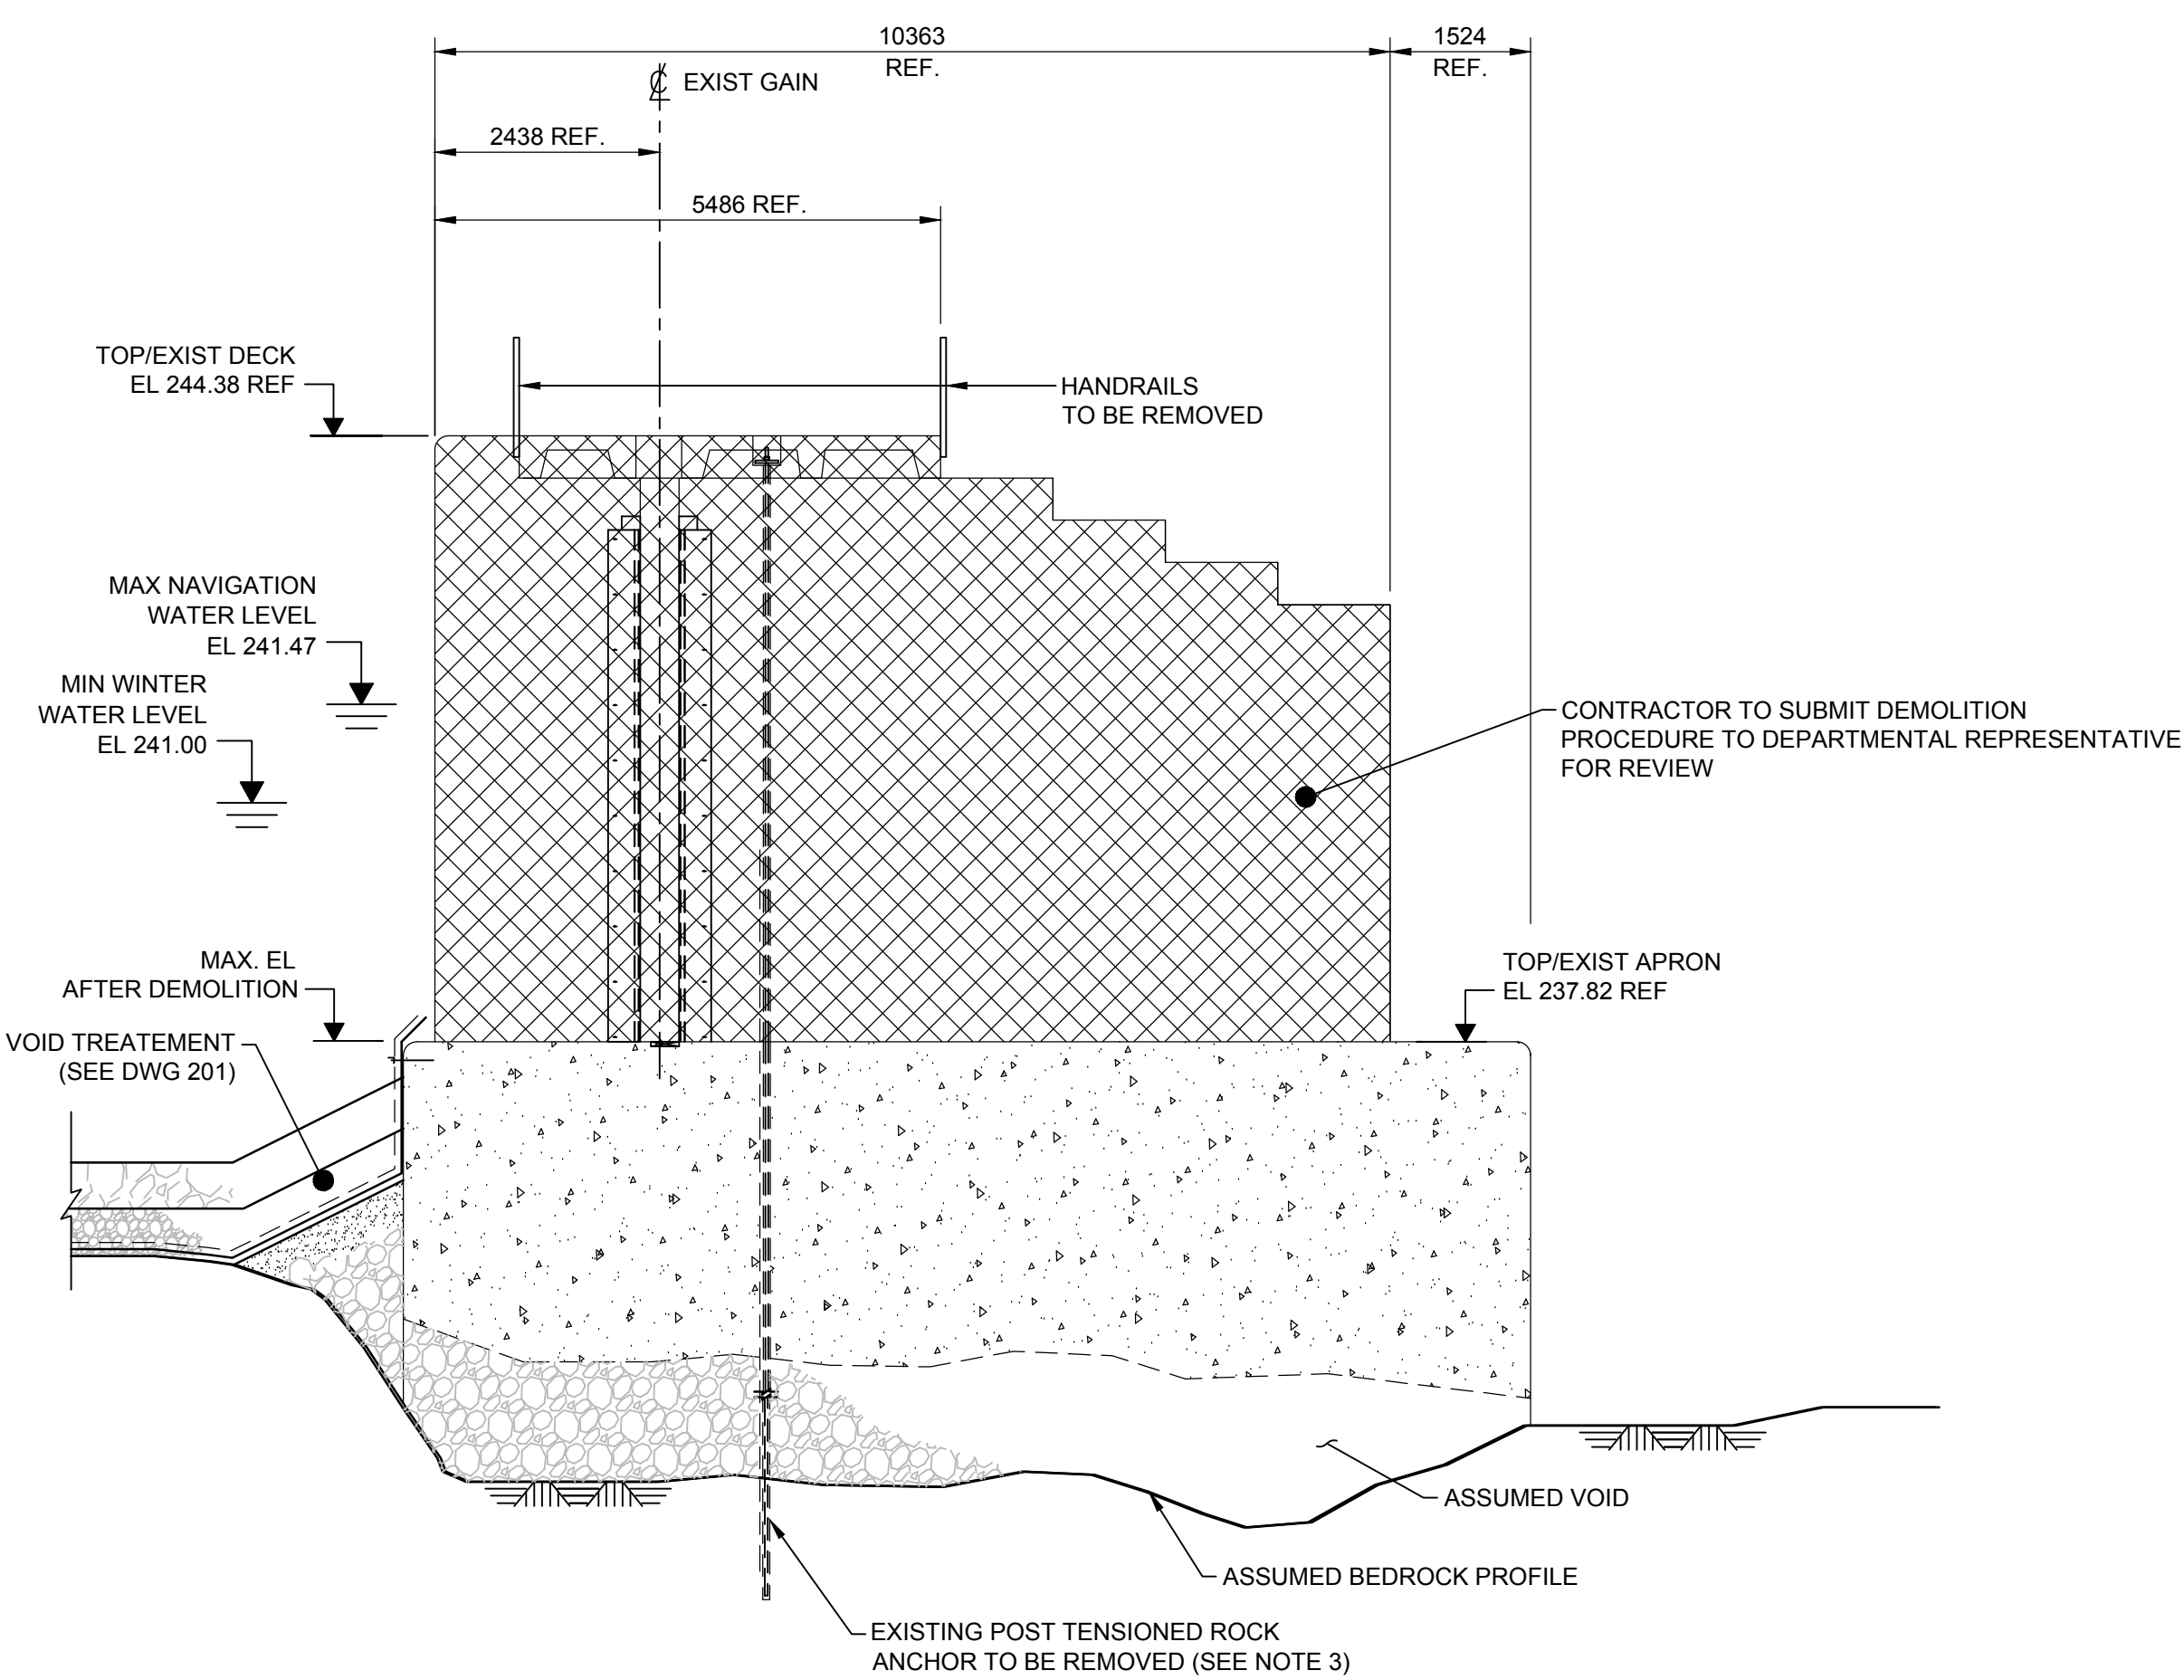 10363
REF.
1524
REF.
℄ EXIST GAIN
2438 REF.
5486 REF.
TOP/EXIST DECK
EL 244.38 REF
HANDRAILS
TO BE REMOVED
MAX NAVIGATION
WATER LEVEL
EL 241.47
MIN WINTER
WATER LEVEL
EL 241.00
CONTRACTOR TO SUBMIT DEMOLITION
PROCEDURE TO DEPARTMENTAL REPRESENTATIVE
FOR REVIEW
MAX. EL
AFTER DEMOLITION
TOP/EXIST APRON
EL 237.82 REF
VOID TREATEMENT
(SEE DWG 201)
ASSUMED VOID
ASSUMED BEDROCK PROFILE
EXISTING POST TENSIONED ROCK
ANCHOR TO BE REMOVED (SEE NOTE 3)